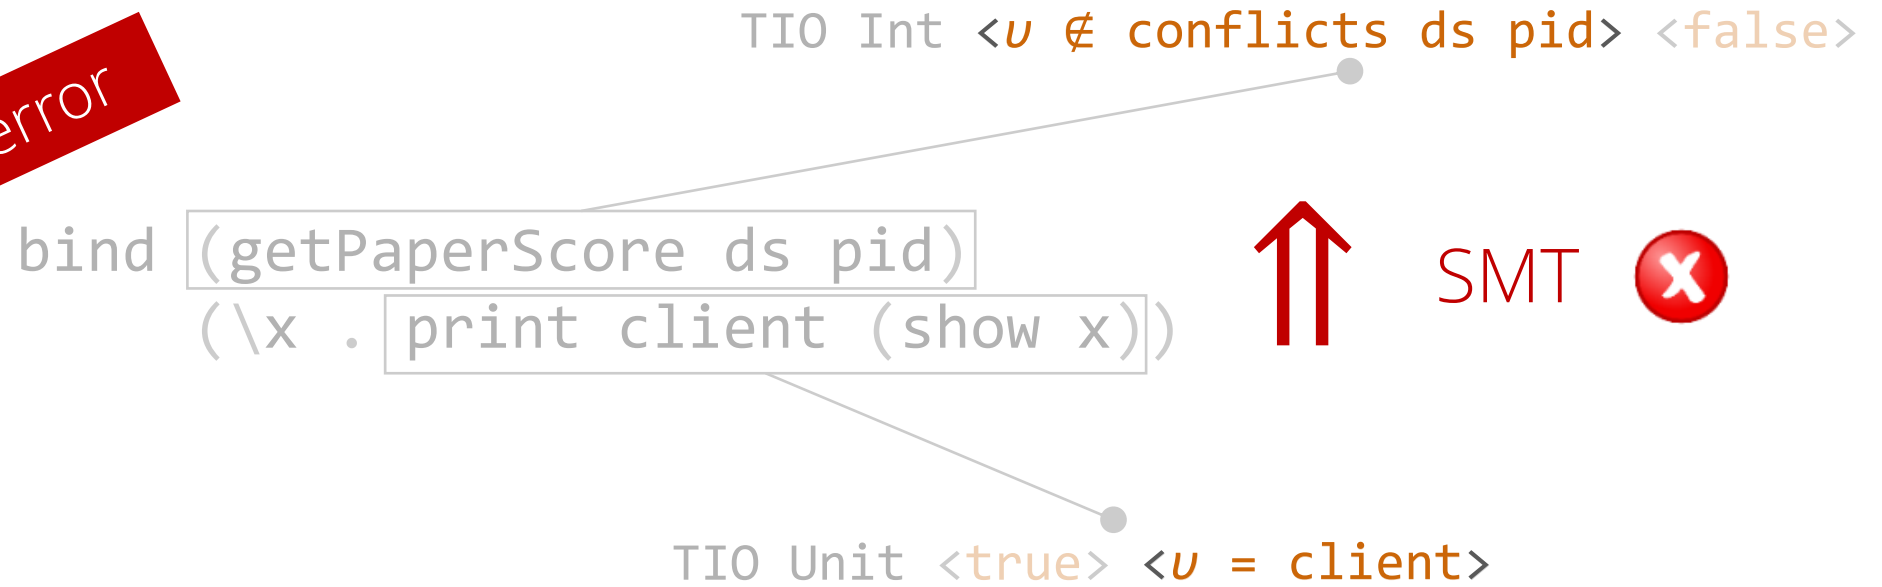 TIO Int <υ ∉ conflicts ds pid> <false>
error
bind (getPaperScore ds pid)
(\x . print client (show x))
⇑ SMT
TIO Unit <true> <υ = client>